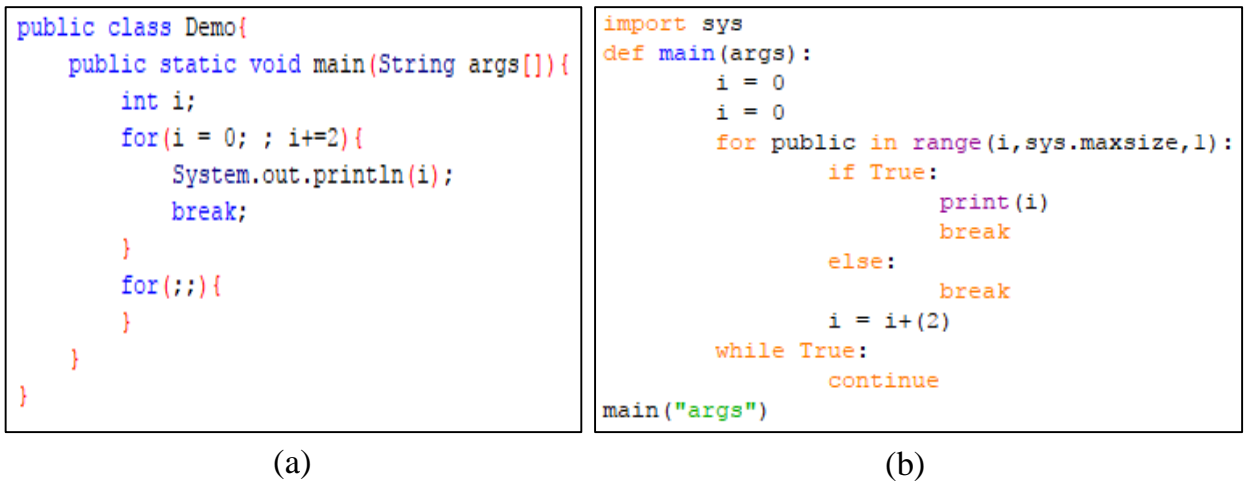 public class Demo{
    public static void main(String args[]){
        int i;
        for(i = 0; ; i+=2){
            System.out.println(i);
            break;
        }
        for(;;){
        }
    }
}
(a)
import sys
def main(args):
        i = 0
        i = 0
        for public in range(i,sys.maxsize,1):
                if True:
                        print(i)
                        break
                else:
                        break
                i = i+(2)
        while True:
                continue
main("args")
(b)